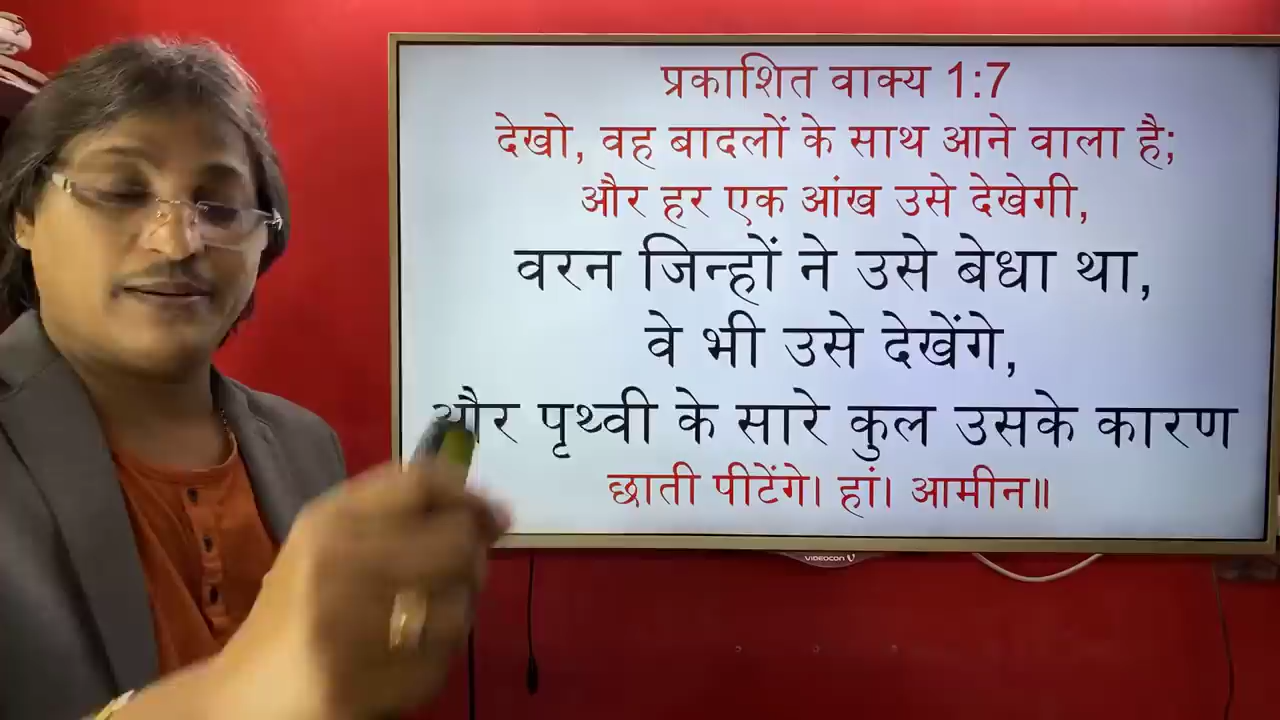 प्रकाशित वाक्य 1:7
देखो, वह बादलों के साथ आने वाला है;
और हर एक आंख उसे देखेगी,
वरन जिन्हों ने उसे बेधा था,
वे भी उसे देखेंगे,
और पृथ्वी के सारे कुल उसके कारण
छाती पीटेंगे। हां। आमीन॥
VIDEOCON